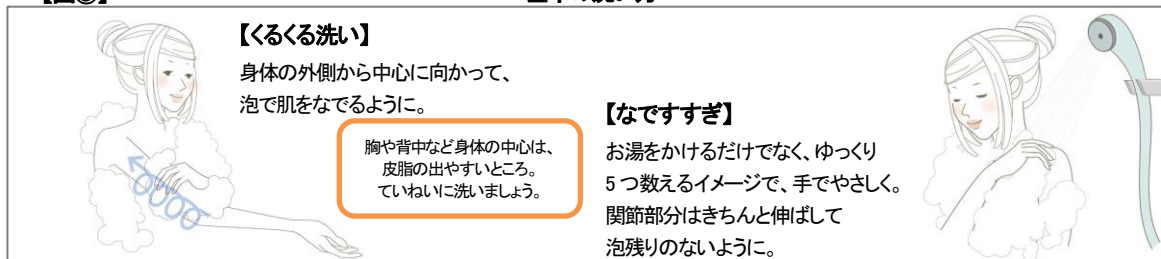 【くるくる洗い】
身体の外側から中心に向かって、
泡で肌をなでるように。
胸や背中など身体の中心は、
皮脂の出やすいところ。
ていねいに洗いましょう。
【なですすぎ】
お湯をかけるだけでなく、ゆっくり
5つ数えるイメージで、手でやさしく。
関節部分はきちんと伸ばして
泡残りのないように。